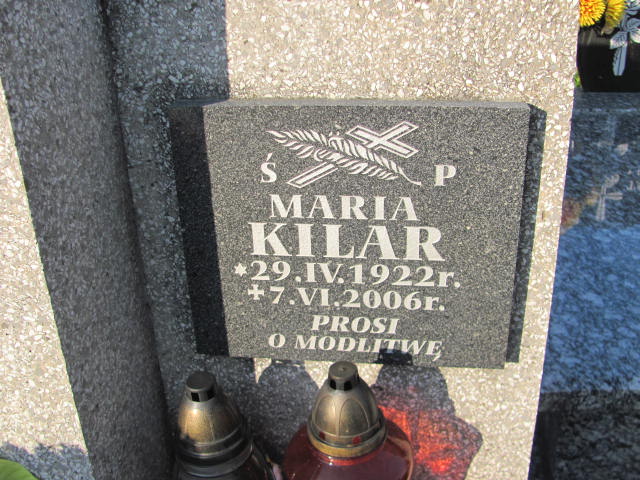 Ś P
MARIA
KILAR
*29.IV.1922r.
✝7.VI.2006r.
PROSI
O MODLITWĘ